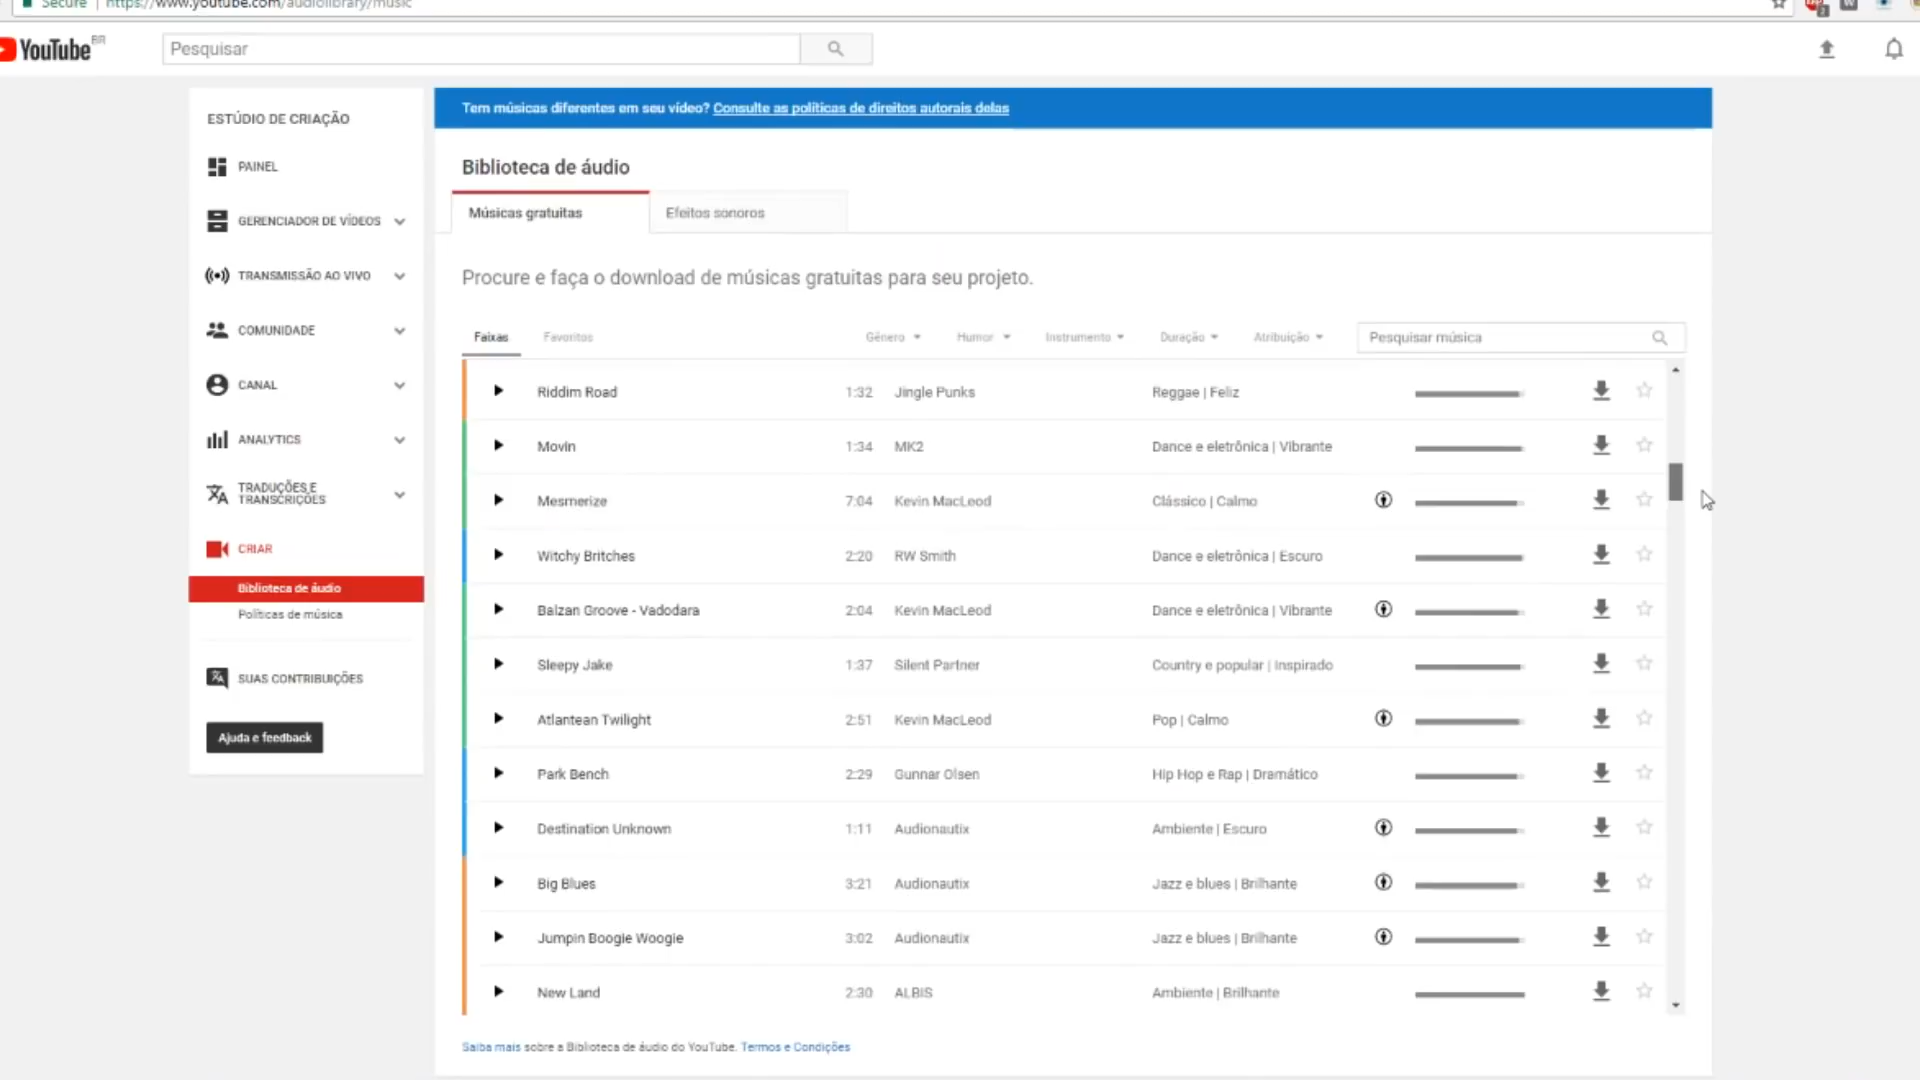 Secure | https://www.youtube.com/audiolibrary/music
YouTube BR
Pesquisar
ESTÚDIO DE CRIAÇÃO
PAINEL
GERENCIADOR DE VÍDEOS
TRANSMISSÃO AO VIVO
COMUNIDADE
CANAL
ANALYTICS
TRADUÇÕES E
TRANSCRIÇÕES
CRIAR
Biblioteca de áudio
Políticas de música
SUAS CONTRIBUIÇÕES
Ajuda e feedback
Tem músicas diferentes em seu vídeo? Consulte as políticas de direitos autorais delas
Biblioteca de áudio
Músicas gratuitas Efeitos sonoros
Procure e faça o download de músicas gratuitas para seu projeto.
Faixas Favoritos Gênero Humor Instrumento Duração Atribuição Pesquisar música
Riddim Road 1:32 Jingle Punks Reggae | Feliz
Movin 1:34 MK2 Dance e eletrônica | Vibrante
Mesmerize 7:04 Kevin MacLeod Clássico | Calmo
Witchy Britches 2:20 RW Smith Dance e eletrônica | Escuro
Balzan Groove - Vadodara 2:04 Kevin MacLeod Dance e eletrônica | Vibrante
Sleepy Jake 1:37 Silent Partner Country e popular | Inspirado
Atlantean Twilight 2:51 Kevin MacLeod Pop | Calmo
Park Bench 2:29 Gunnar Olsen Hip Hop e Rap | Dramático
Destination Unknown 1:11 Audionautix Ambiente | Escuro
Big Blues 3:21 Audionautix Jazz e blues | Brilhante
Jumpin Boogie Woogie 3:02 Audionautix Jazz e blues | Brilhante
New Land 2:30 ALBIS Ambiente | Brilhante
Saiba mais sobre a Biblioteca de áudio do YouTube. Termos e Condições